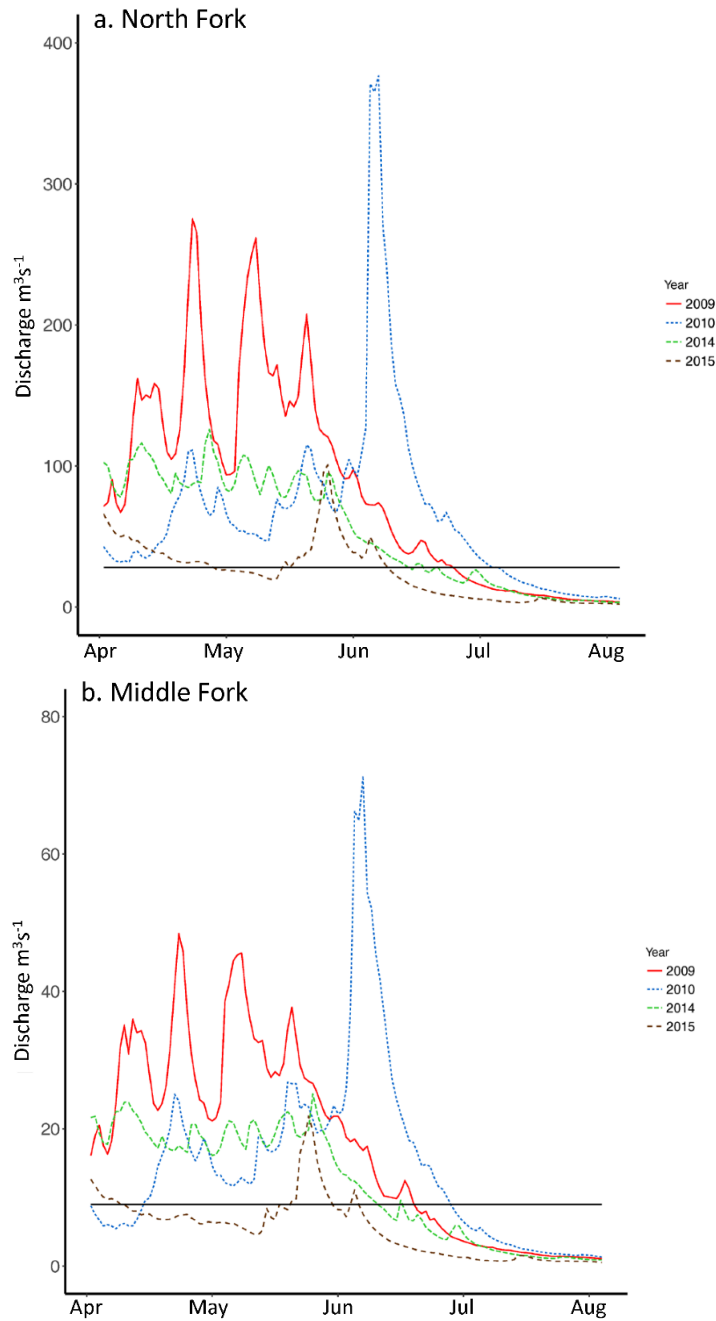 a. North Fork
400
300
200
100
0
Discharge m³s⁻¹
Apr May Jun Jul Aug
Year
2009
2010
2014
2015
b. Middle Fork
80
60
40
20
0
Discharge m³s⁻¹
Apr May Jun Jul Aug
Year
2009
2010
2014
2015